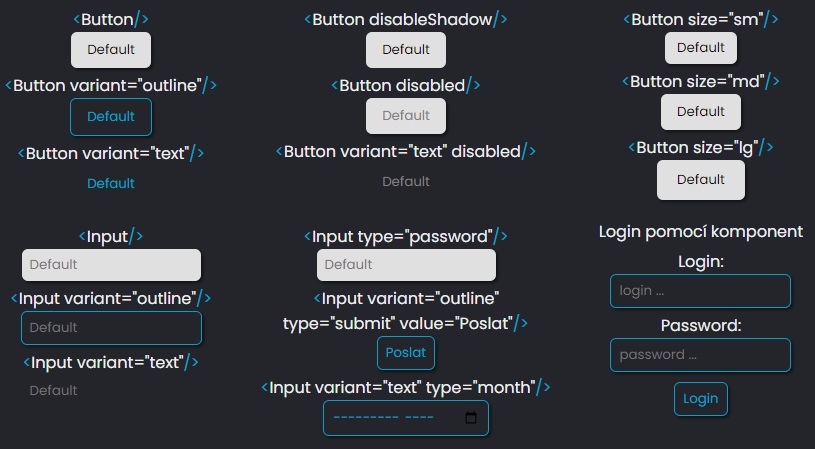 <Button/>
Default
<Button variant="outline"/>
Default
<Button variant="text"/>
Default
<Button disableShadow/>
Default
<Button disabled/>
Default
<Button variant="text" disabled/>
Default
<Button size="sm"/>
Default
<Button size="md"/>
Default
<Button size="lg"/>
Default
<Input/>
Default
<Input variant="outline"/>
Default
<Input variant="text"/>
Default
<Input type="password"/>
Default
<Input variant="outline"
type="submit" value="Poslat"/>
Poslat
<Input variant="text" type="month"/>
--------- ----
Login pomocí komponent
Login:
login ...
Password:
password ...
Login